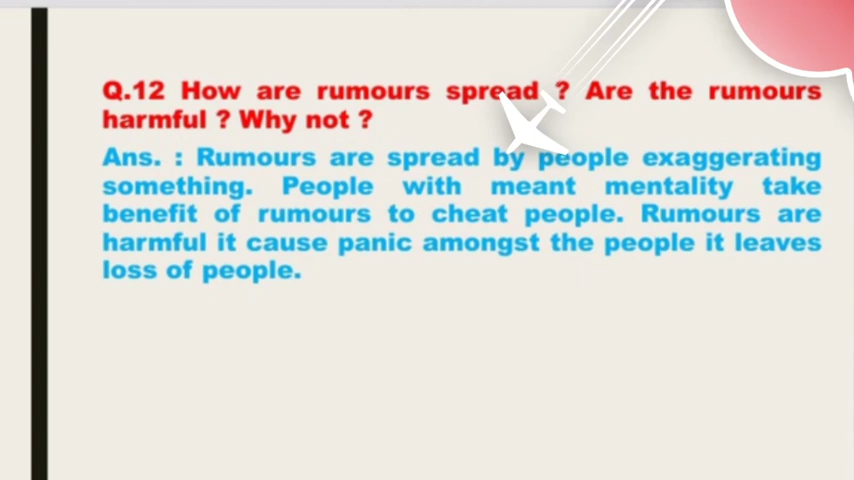 Q.12 How are rumours spread ? Are the rumours
harmful ? Why not ?
Ans. : Rumours are spread by people exaggerating
something. People with meant mentality take
benefit of rumours to cheat people. Rumours are
harmful it cause panic amongst the people it leaves
loss of people.